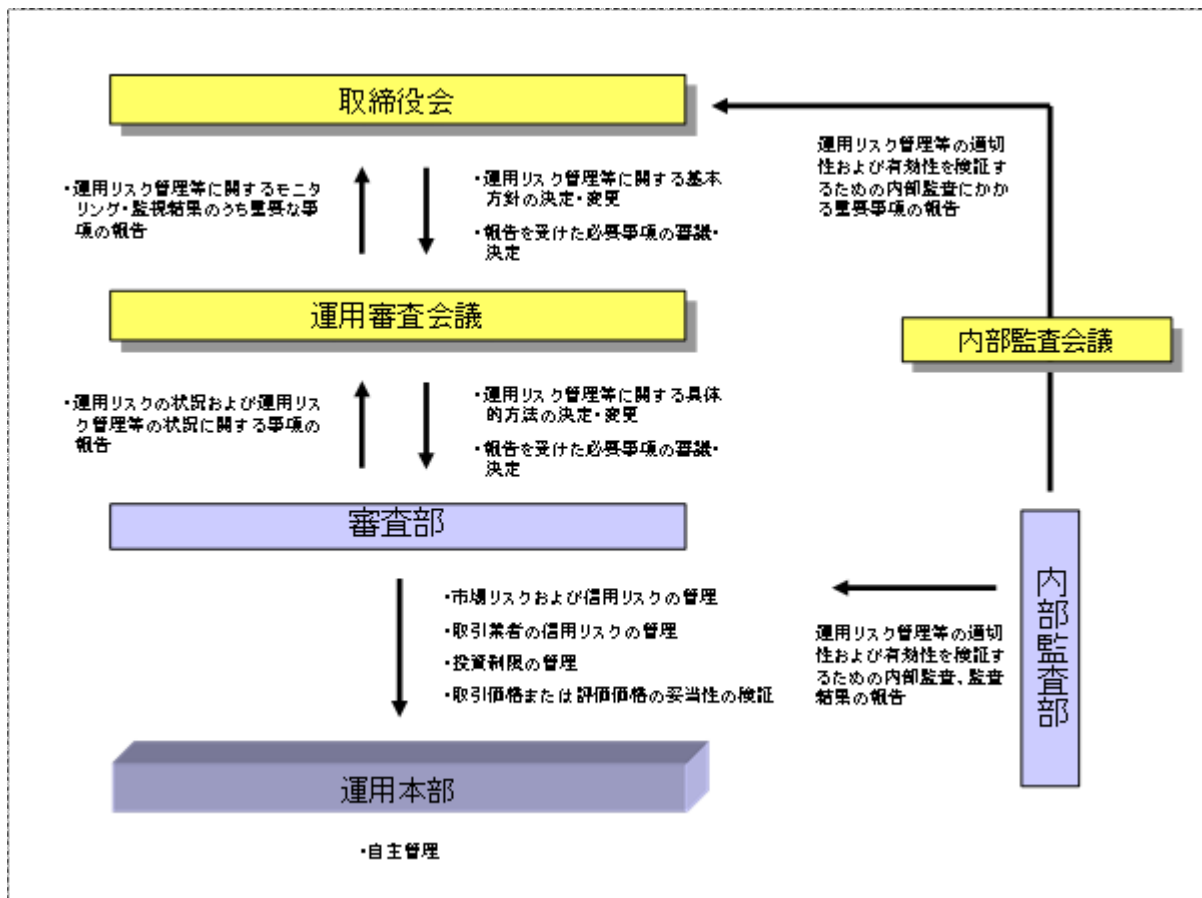 取締役会
・運用リスク管理等に関するモニ
タリング・監視結果のうち重要な事
項の報告
・運用リスク管理等に関する基本
方針の決定・変更
・報告を受けた必要事項の審議・
決定
運用リスク管理等の適切
性および有効性を検証す
るための内部監査にかか
る重要事項の報告
運用審査会議
内部監査会議
・運用リスクの状況および運用リス
ク管理等の状況に関する事項の
報告
・運用リスク管理等に関する具体
的方法の決定・変更
・報告を受けた必要事項の審議・
決定
審査部
・市場リスクおよび信用リスクの管理
・取引業者の信用リスクの管理
・投資制限の管理
・取引価格または評価価格の妥当性の検証
運用リスク管理等の適切
性および有効性を検証す
るための内部監査、監査
結果の報告
内部監査部
運用本部
・自主管理